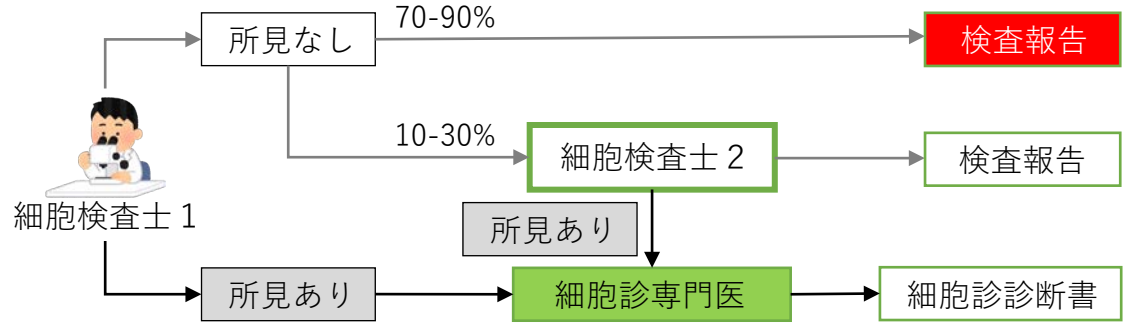 所見なし
70-90%
検査報告
10-30%
細胞検査士2
検査報告
細胞検査士1
所見あり
所見あり
細胞診専門医
細胞診診断書